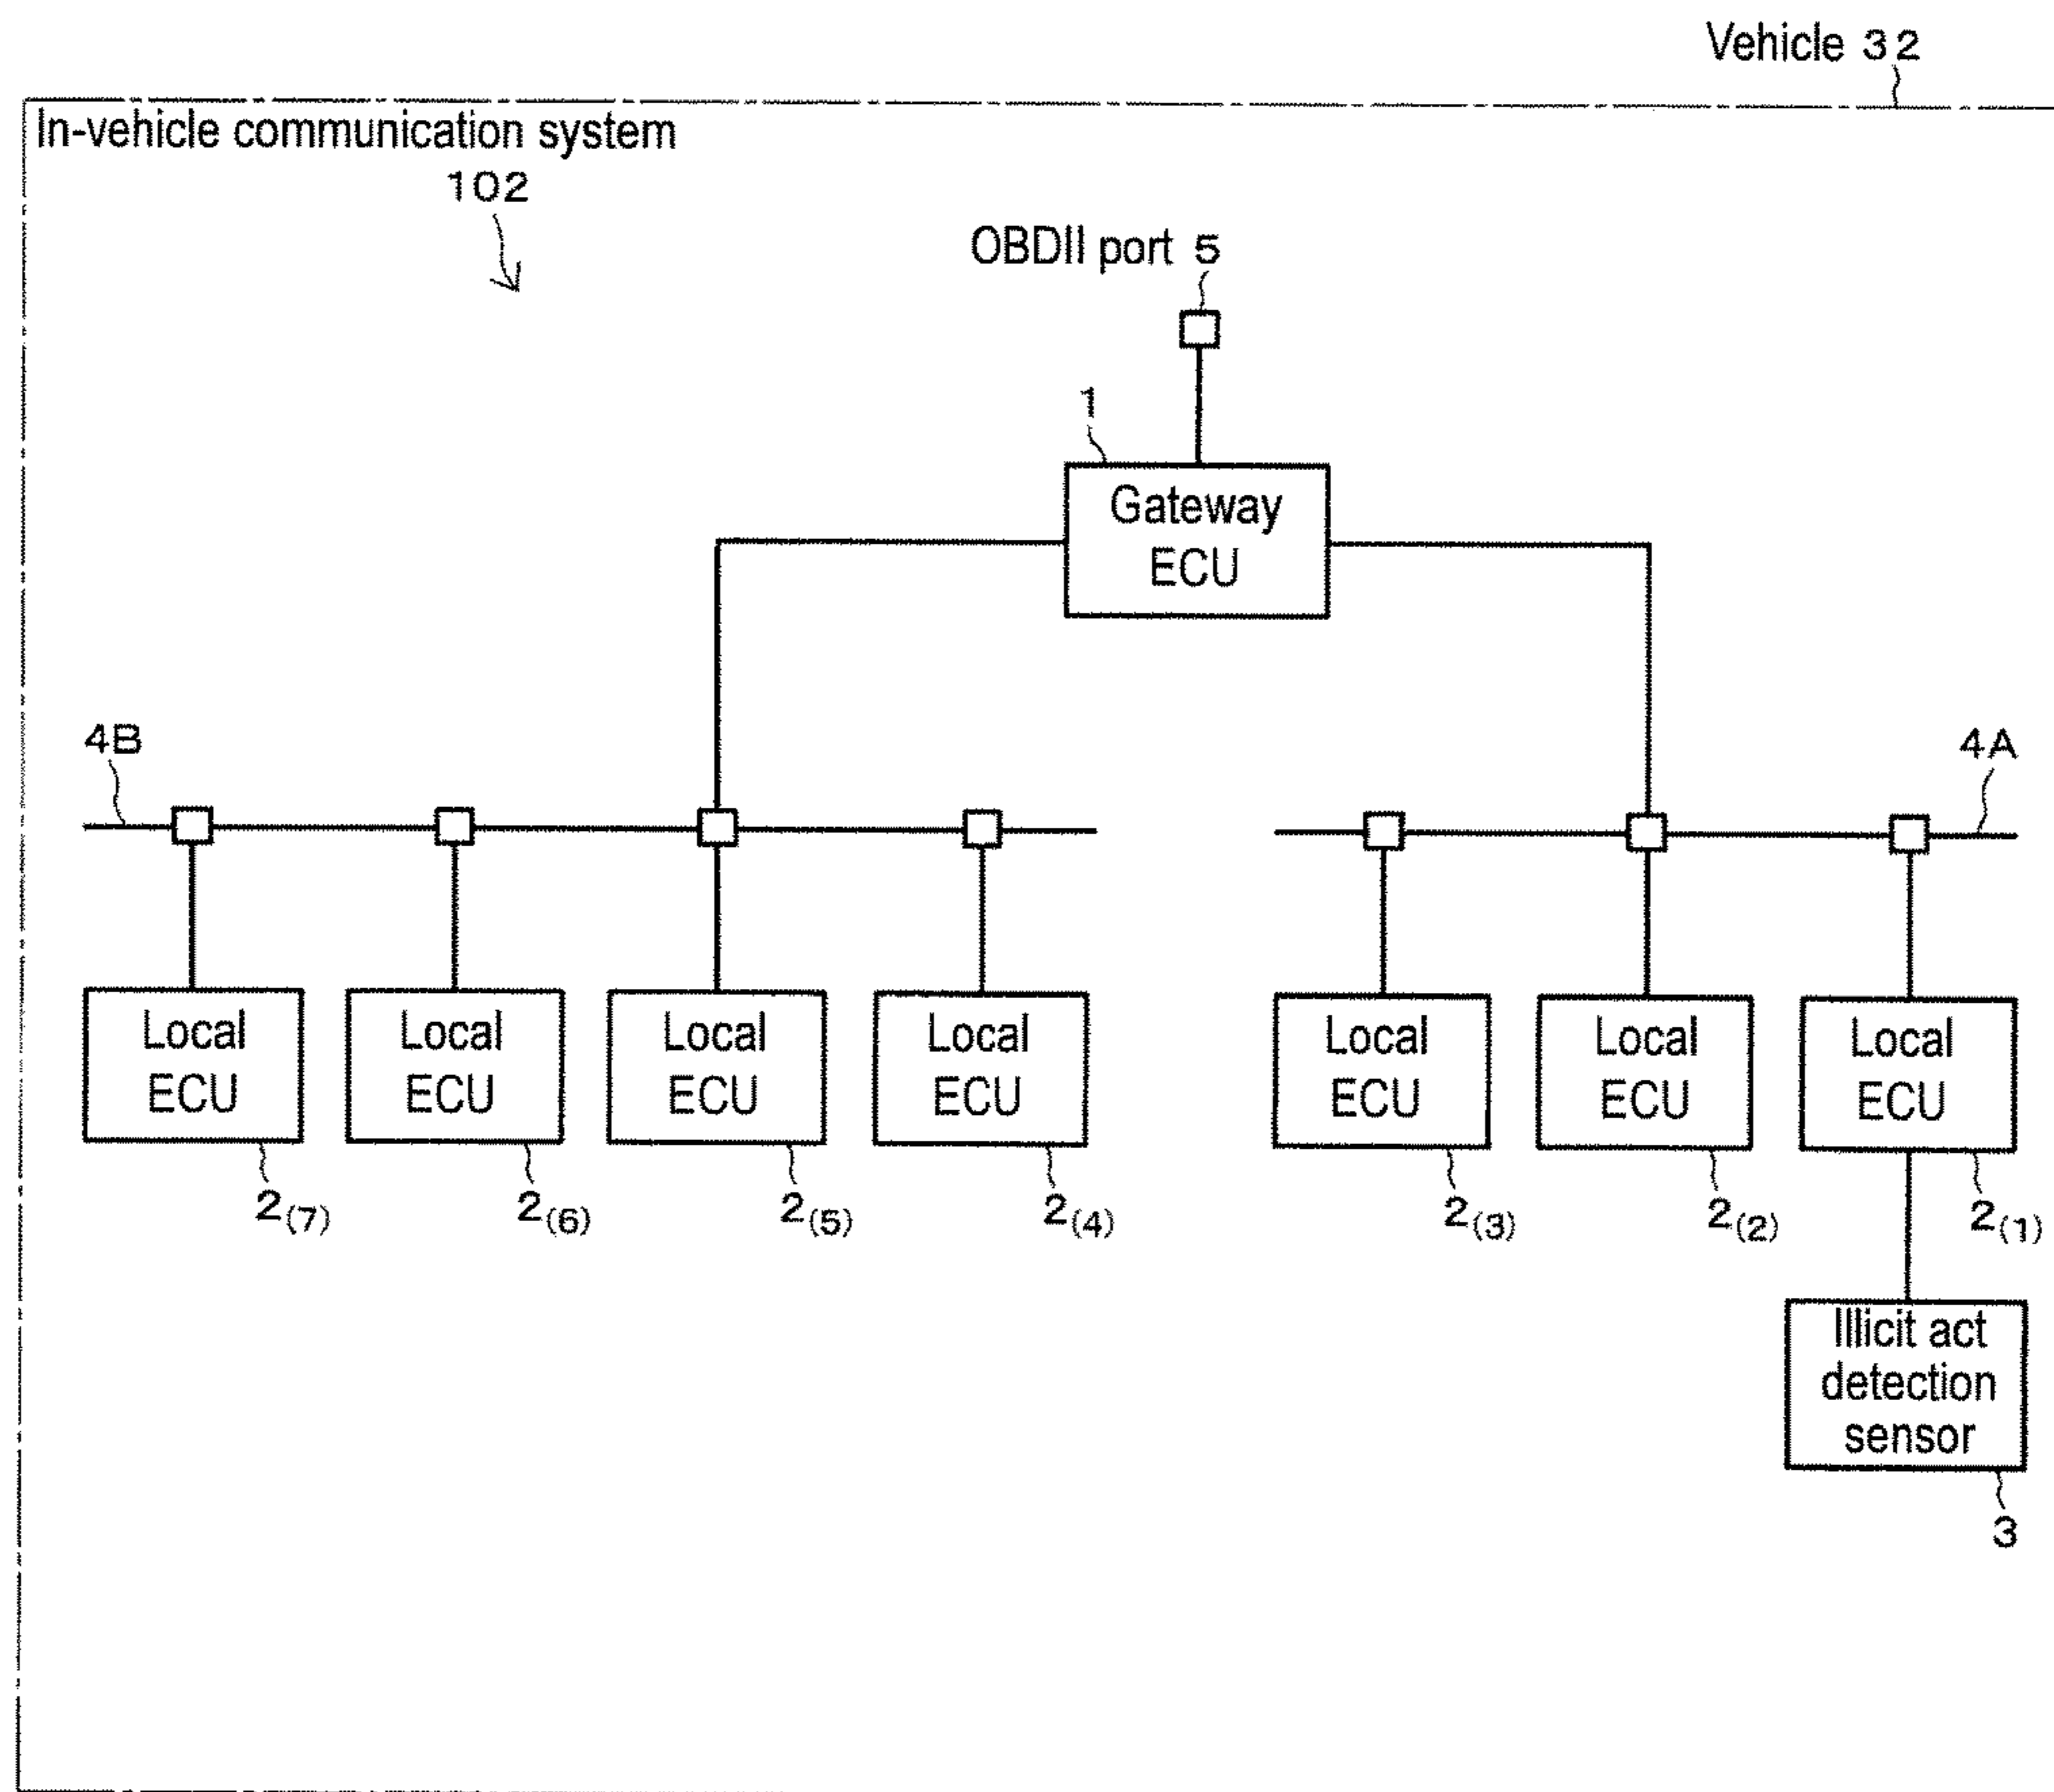 Vehicle 32
In-vehicle communication system
102
OBDII port 5
1
Gateway
ECU
4B
4A
Local
ECU
Local
ECU
Local
ECU
Local
ECU
Local
ECU
Local
ECU
Local
ECU
2(7)
2(6)
2(5)
2(4)
2(3)
2(2)
2(1)
Illicit act
detection
sensor
3